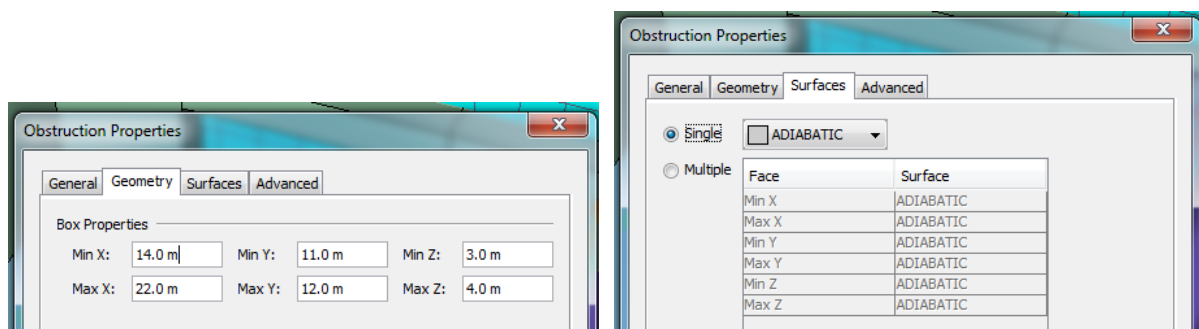 Obstruction Properties
x
General Geometry Surfaces Advanced
Box Properties
Min X: 14.0 m Min Y: 11.0 m Min Z: 3.0 m
Max X: 22.0 m Max Y: 12.0 m Max Z: 4.0 m
Obstruction Properties
x
General Geometry Surfaces Advanced
Single ADIABATIC
Multiple Face Surface
Min X ADIABATIC
Max X ADIABATIC
Min Y ADIABATIC
Max Y ADIABATIC
Min Z ADIABATIC
Max Z ADIABATIC